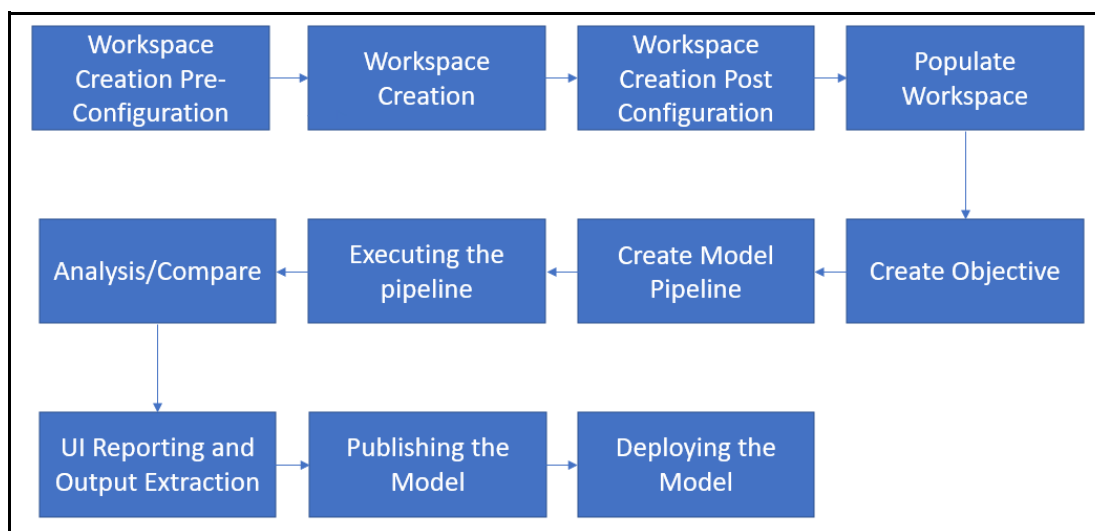 Workspace
Creation Pre-
Configuration
Workspace
Creation
Workspace
Creation Post
Configuration
Populate
Workspace
Analysis/Compare
Executing the
pipeline
Create Model
Pipeline
Create Objective
UI Reporting and
Output Extraction
Publishing the
Model
Deploying the
Model